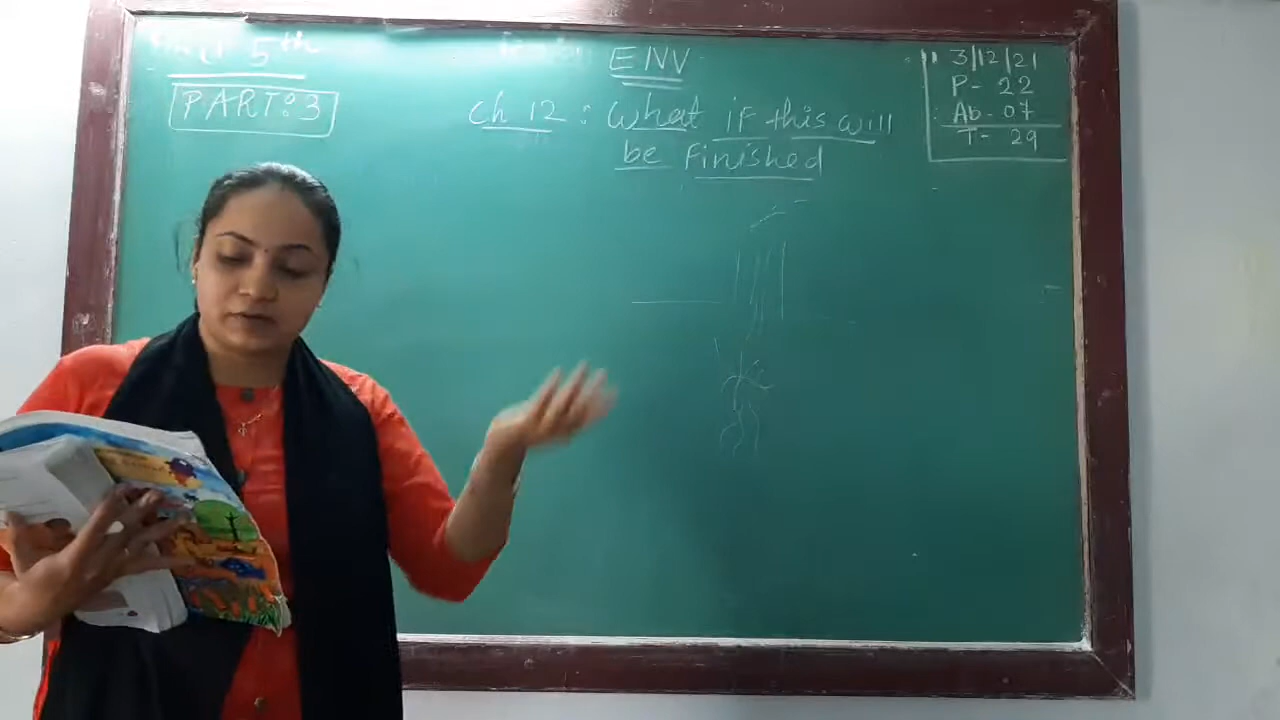 5th
PART: 3
ENV
Ch 12 : What if this will
be Finished
3/12/21
P - 22
Ab - 07
T - 29